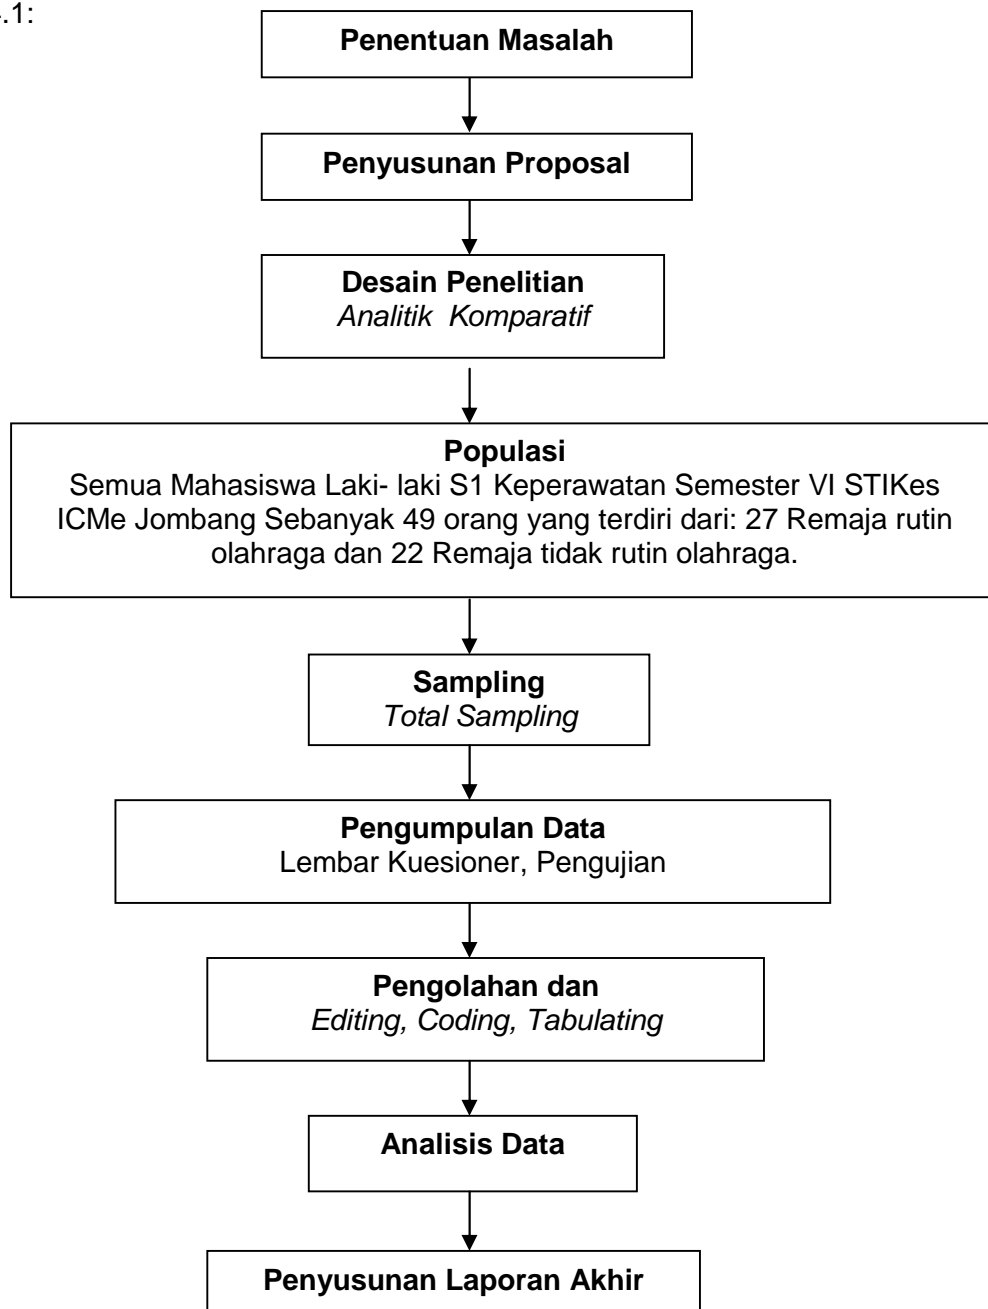 .1:
Penentuan Masalah
Penyusunan Proposal
Desain Penelitian
Analitik Komparatif
Populasi
Semua Mahasiswa Laki- laki S1 Keperawatan Semester VI STIKes
ICMe Jombang Sebanyak 49 orang yang terdiri dari: 27 Remaja rutin
olahraga dan 22 Remaja tidak rutin olahraga.
Sampling
Total Sampling
Pengumpulan Data
Lembar Kuesioner, Pengujian
Pengolahan dan
Editing, Coding, Tabulating
Analisis Data
Penyusunan Laporan Akhir